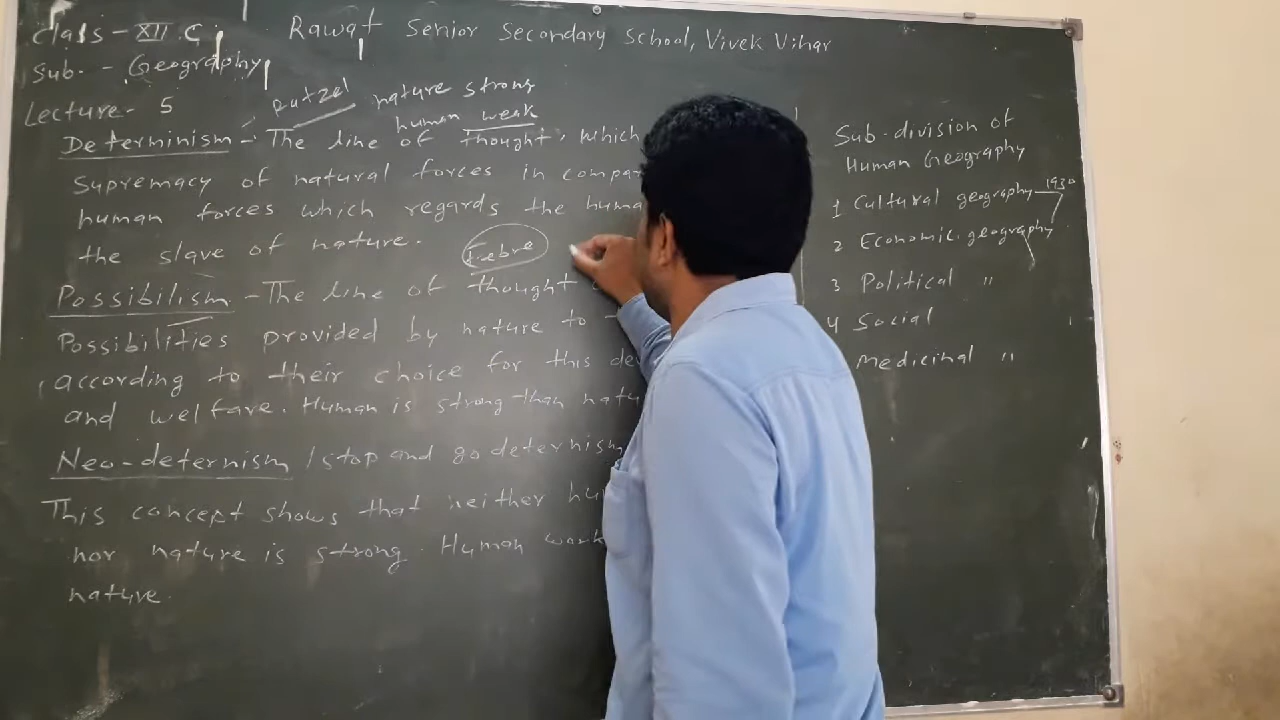 Class - XII C
Rawat Senior Secondary School, Vivek Vihar
Sub. - Geography
Lecture - 5
Ratzel nature strong
human weak
Determinism - The line of thought, which
Supremacy of natural forces in compar
human forces which regards the huma
the slave of nature.
Febre
Possibilism - The line of thought
Possibilities provided by nature to
according to their choice for this de
and welfare. Human is strong than natu
Neo-deternism / stop and go deternism
This concept shows that neither hu
nor nature is strong. Human work
nature.
Sub-division of
Human Geography
1 Cultural geography - 1930
2 Economic geography
3 Political "
4 Social
Medicinal "